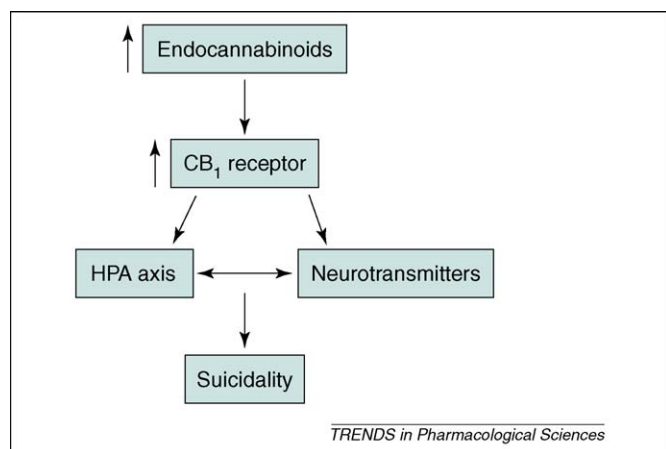 Endocannabinoids
CB₁ receptor
HPA axis
Neurotransmitters
Suicidality
TRENDS in Pharmacological Sciences